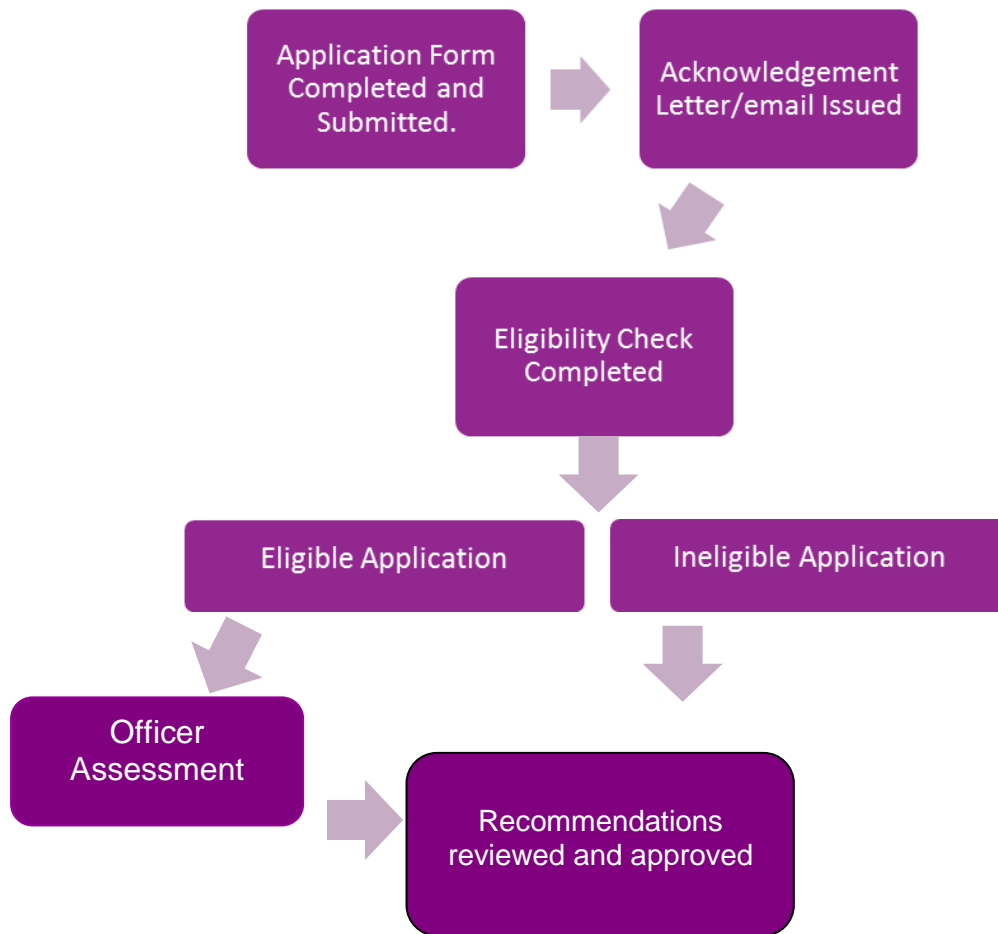 Application Form
Completed and
Submitted.
Acknowledgement
Letter/email Issued
Eligibility Check
Completed
Eligible Application
Ineligible Application
Officer
Assessment
Recommendations
reviewed and approved